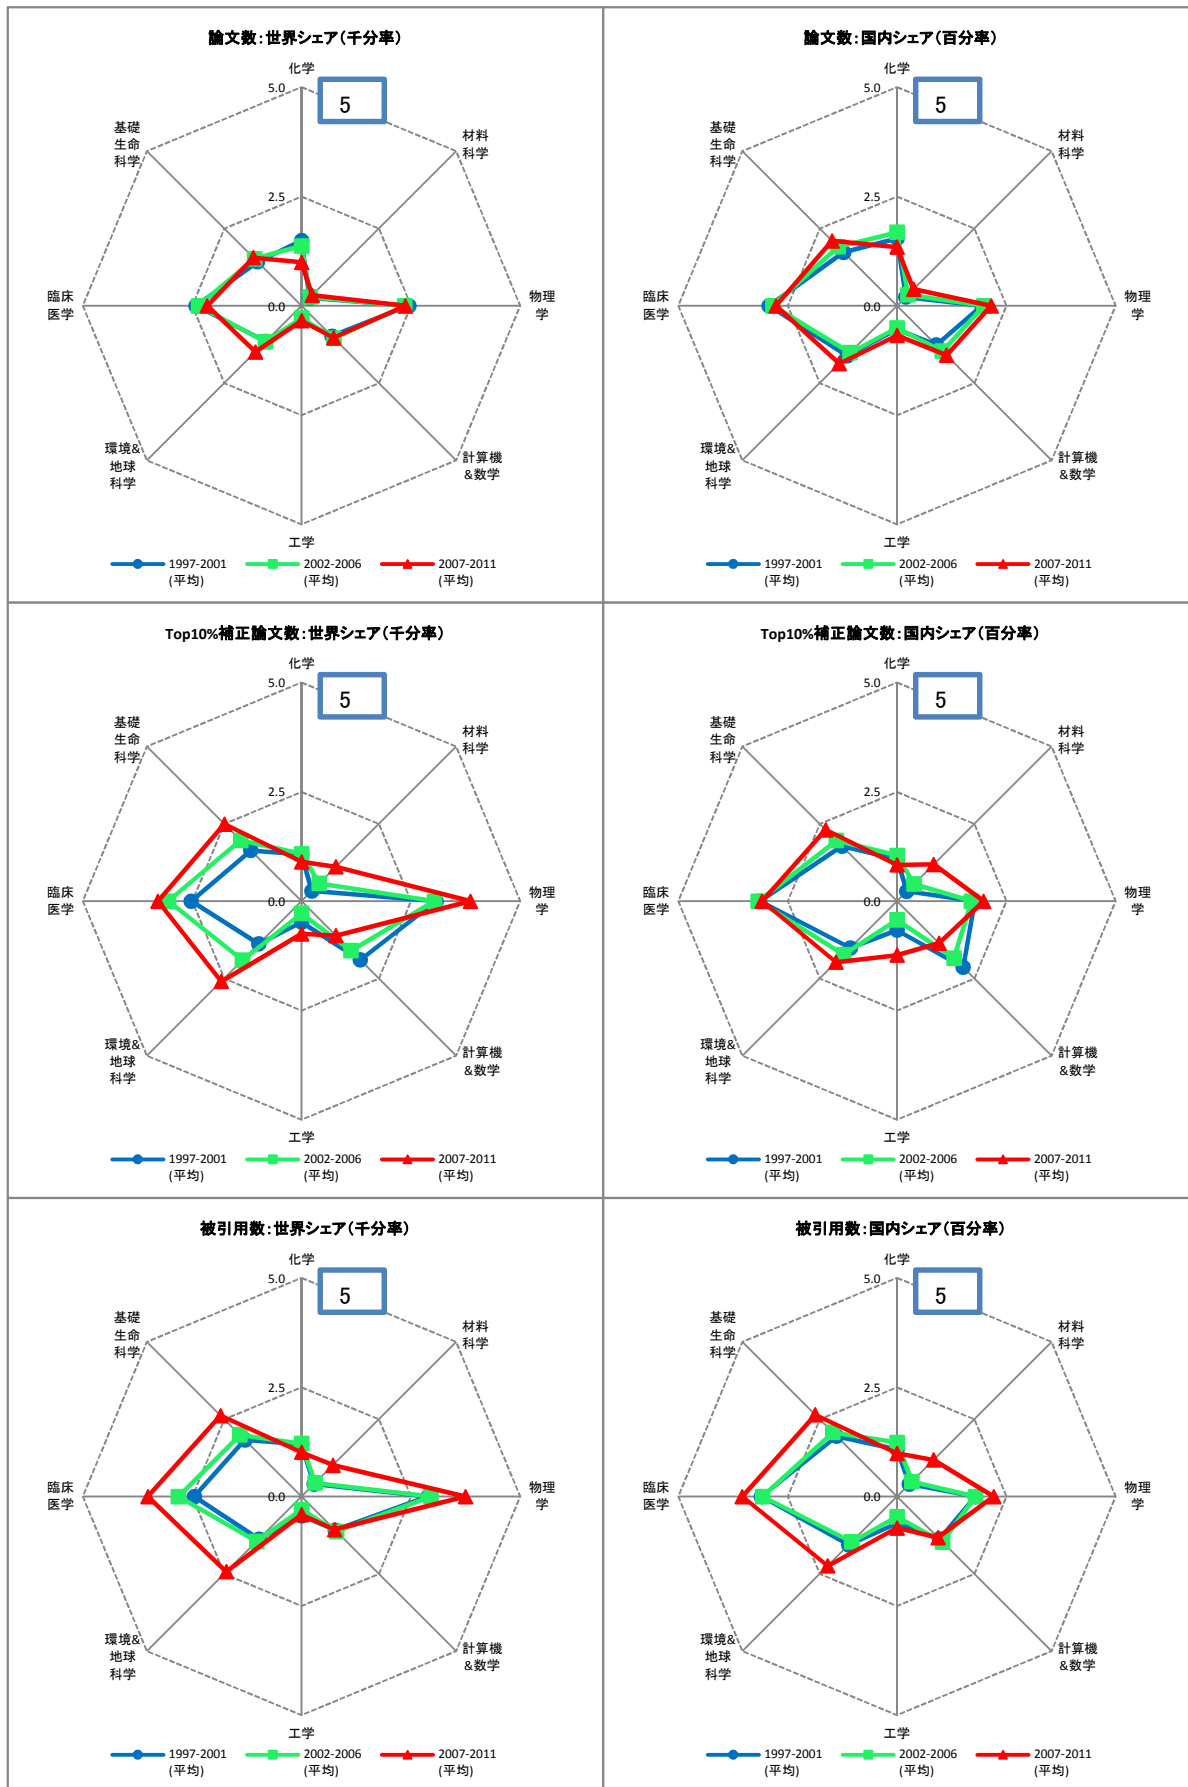 論文数：世界シェア（千分率）
化学
5.0
5
基礎
生命
科学
材料
科学
2.5
臨床
医学
0.0
物理
学
環境&
地球
科学
計算機
&数学
工学
1997-2001
(平均)
2002-2006
(平均)
2007-2011
(平均)
論文数：国内シェア（百分率）
化学
5.0
5
基礎
生命
科学
材料
科学
2.5
臨床
医学
0.0
物理
学
環境&
地球
科学
計算機
&数学
工学
1997-2001
(平均)
2002-2006
(平均)
2007-2011
(平均)
Top10%補正論文数：世界シェア（千分率）
化学
5.0
5
基礎
生命
科学
材料
科学
2.5
臨床
医学
0.0
物理
学
環境&
地球
科学
計算機
&数学
工学
1997-2001
(平均)
2002-2006
(平均)
2007-2011
(平均)
Top10%補正論文数：国内シェア（百分率）
化学
5.0
5
基礎
生命
科学
材料
科学
2.5
臨床
医学
0.0
物理
学
環境&
地球
科学
計算機
&数学
工学
1997-2001
(平均)
2002-2006
(平均)
2007-2011
(平均)
被引用数：世界シェア（千分率）
化学
5.0
5
基礎
生命
科学
材料
科学
2.5
臨床
医学
0.0
物理
学
環境&
地球
科学
計算機
&数学
工学
1997-2001
(平均)
2002-2006
(平均)
2007-2011
(平均)
被引用数：国内シェア（百分率）
化学
5.0
5
基礎
生命
科学
材料
科学
2.5
臨床
医学
0.0
物理
学
環境&
地球
科学
計算機
&数学
工学
1997-2001
(平均)
2002-2006
(平均)
2007-2011
(平均)